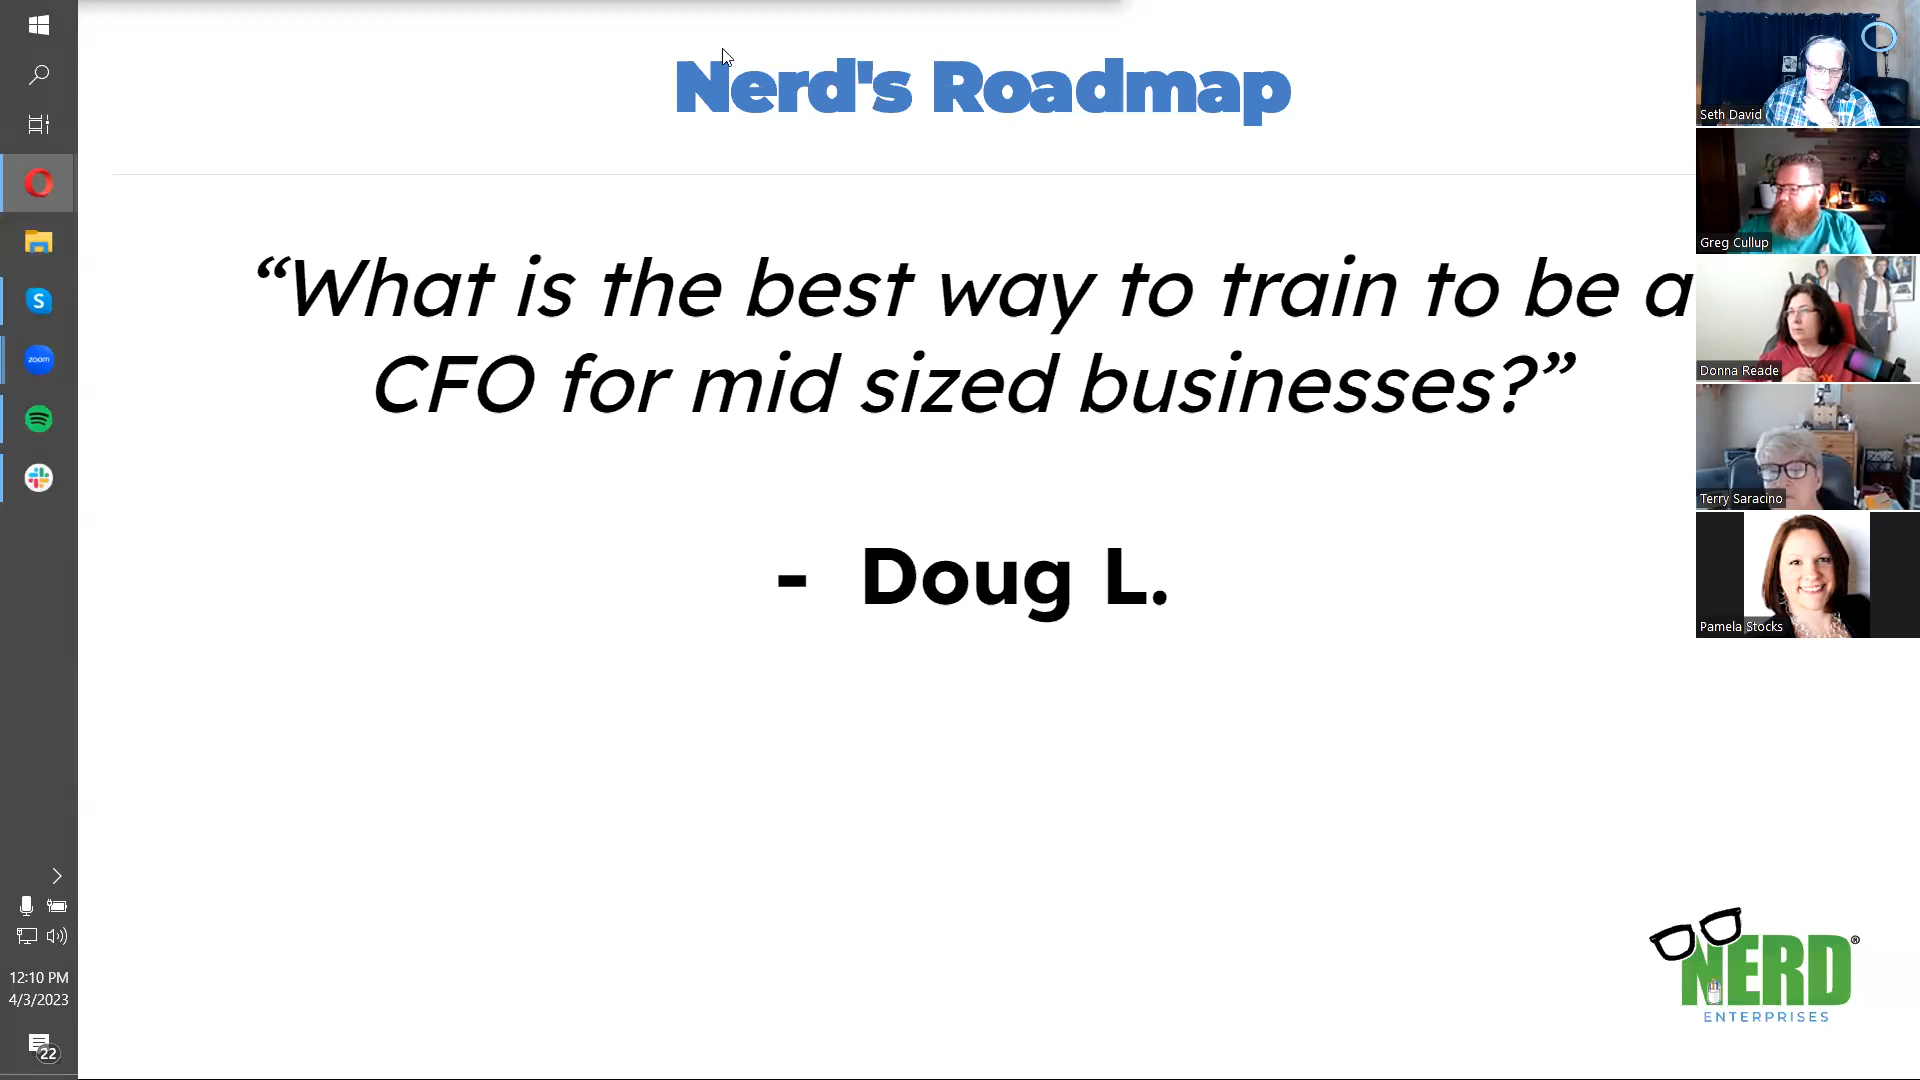 Nerd's Roadmap
“What is the best way to train to be a
CFO for mid sized businesses?”
- Doug L.
Seth David
Greg Cullup
Donna Reade
Terry Saracino
Pamela Stocks
S
zoom
12:10 PM
4/3/2023
22
NERD®
ENTERPRISES